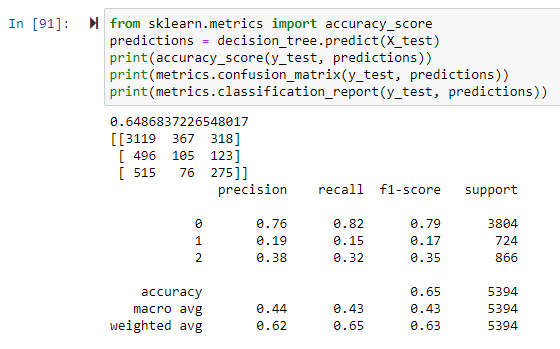 In [91]:
from sklearn.metrics import accuracy_score
predictions = decision_tree.predict(X_test)
print(accuracy_score(y_test, predictions))
print(metrics.confusion_matrix(y_test, predictions))
print(metrics.classification_report(y_test, predictions))
0.6486837226548017
[[3119  367  318]
 [ 496  105  123]
 [ 515   76  275]]
              precision    recall  f1-score   support
           0       0.76      0.82      0.79      3804
           1       0.19      0.15      0.17       724
           2       0.38      0.32      0.35       866
    accuracy                           0.65      5394
   macro avg       0.44      0.43      0.43      5394
weighted avg       0.62      0.65      0.63      5394